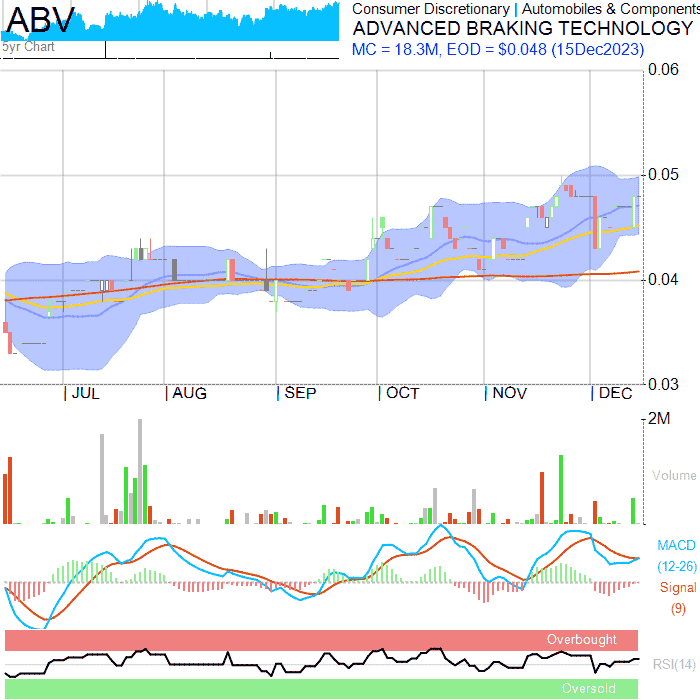 ABV
Consumer Discretionary | Automobiles & Components
ADVANCED BRAKING TECHNOLOGY
5yr Chart
MC = 18.3M, EOD = $0.048 (15Dec2023)
0.06
0.05
0.04
0.03
JUL AUG SEP OCT NOV DEC
2M
Volume
MACD
(12-26)
Signal
(9)
Overbought
RSI(14)
Oversold